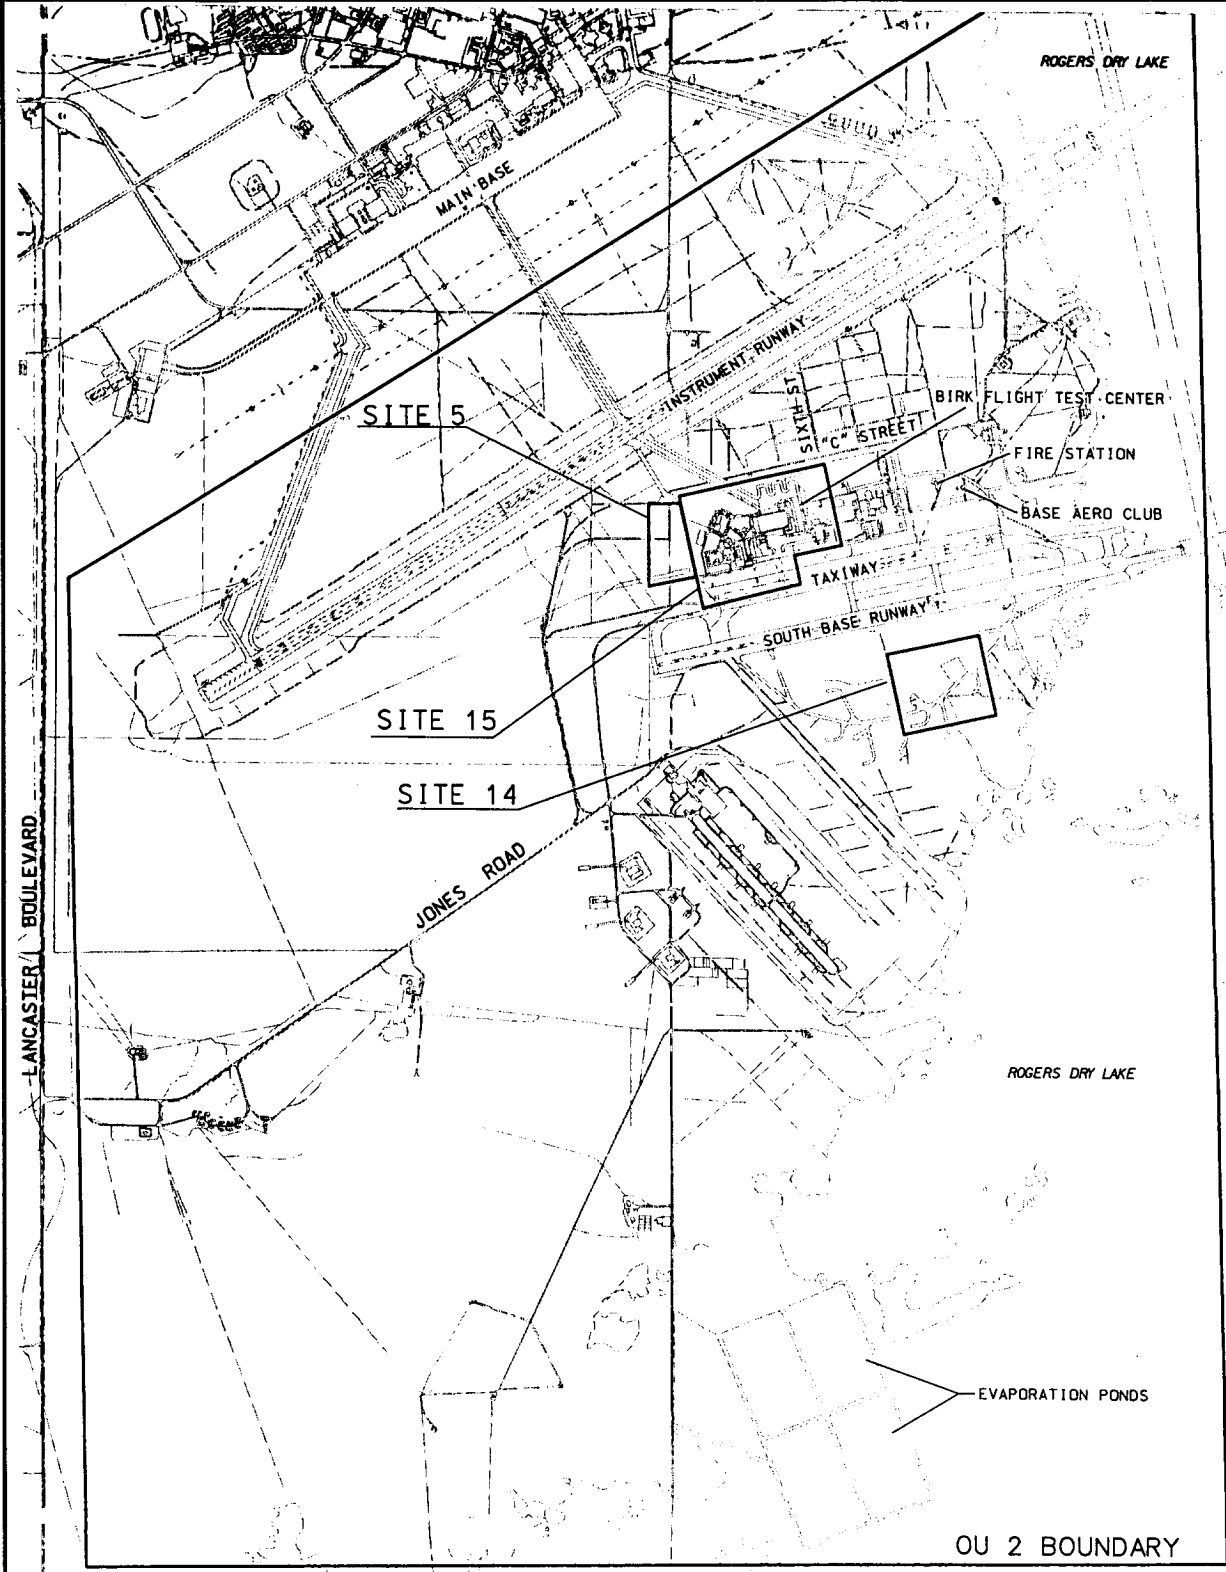 ROGERS DRY LAKE
MAIN BASE
INSTRUMENT RUNWAY
SIXTH ST
BIRK FLIGHT TEST CENTER
SITE 5
"C" STREET
FIRE STATION
BASE AERO CLUB
TAXIWAY
SOUTH BASE RUNWAY
SITE 15
SITE 14
JONES ROAD
LANCASTER BOULEVARD
ROGERS DRY LAKE
EVAPORATION PONDS
OU 2 BOUNDARY